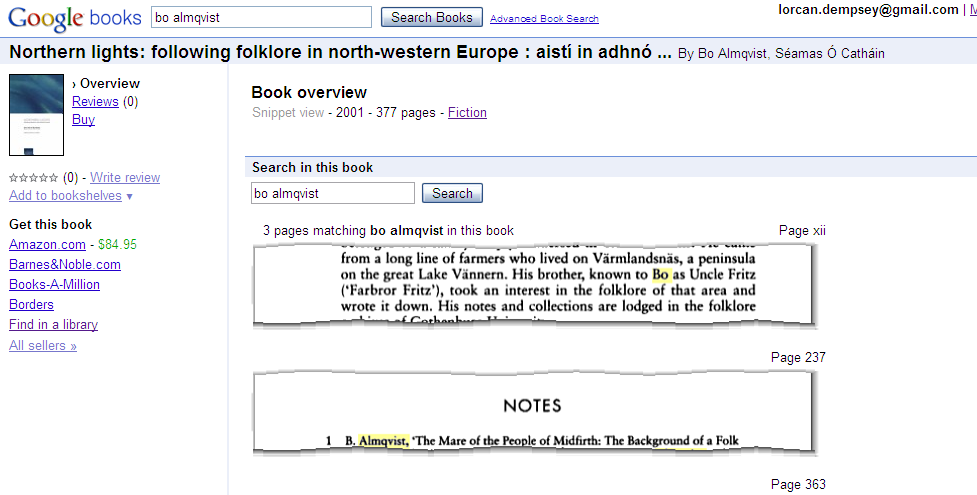 Google books bo almqvist Search Books Advanced Book Search lorcan.dempsey@gmail.com |
Northern lights: following folklore in north-western Europe : aistí in adhnó ... By Bo Almqvist, Séamas Ó Catháin
› Overview
Reviews (0)
Buy
(0) - Write review
Add to bookshelves ▼
Get this book
Amazon.com - $84.95
Barnes&Noble.com
Books-A-Million
Borders
Find in a library
All sellers »
Book overview
Snippet view - 2001 - 377 pages - Fiction
Search in this book
bo almqvist Search
3 pages matching bo almqvist in this book Page xii
from a long line of farmers who lived on Värmlandsnäs, a peninsula
on the great Lake Vännern. His brother, known to Bo as Uncle Fritz
('Farbror Fritz'), took an interest in the folklore of that area and
wrote it down. His notes and collections are lodged in the folklore
Page 237
NOTES
1 B. Almqvist, 'The Mare of the People of Midfirth: The Background of a Folk
Page 363